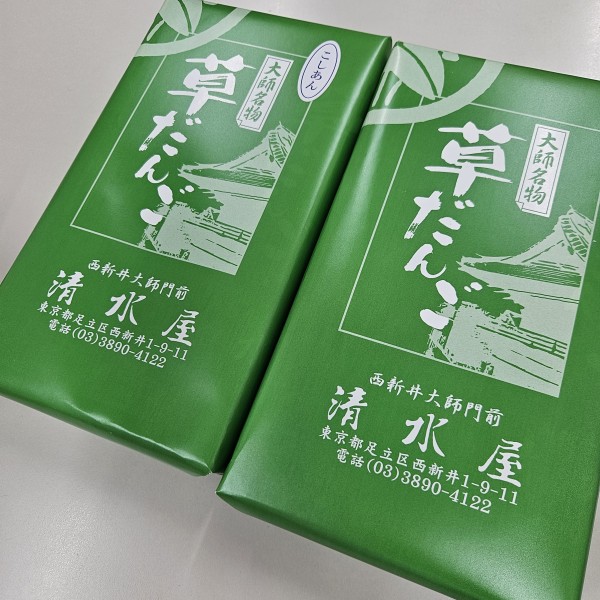 こしあん
大師名物
草だんご
西新井大師門前
清水屋
東京都足立区西新井1-9-11
電話(03)3890-4122
大師名物
草だんご
西新井大師門前
清水屋
東京都足立区西新井1-9-11
電話(03)3890-4122